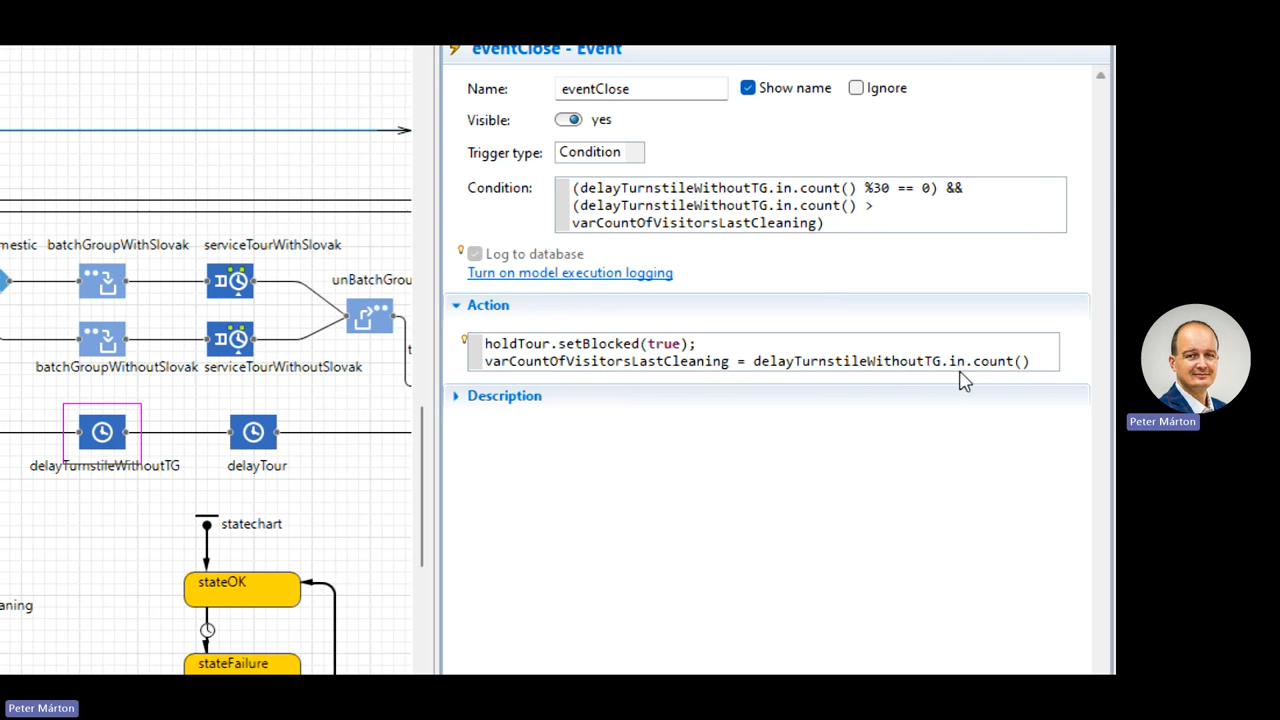 eventClose - Event
Name:
eventClose
Show name
Ignore
Visible:
yes
Trigger type:
Condition
Condition:
(delayTurnstileWithoutTG.in.count() %30 == 0) &&
(delayTurnstileWithoutTG.in.count() >
varCountOfVisitorsLastCleaning)
Log to database
Turn on model execution logging
Action
holdTour.setBlocked(true);
varCountOfVisitorsLastCleaning = delayTurnstileWithoutTG.in.count()
Description
mestic
batchGroupWithSlovak
serviceTourWithSlovak
unBatchGrou
batchGroupWithoutSlovak
serviceTourWithoutSlovak
t
delayTurnstileWithoutTG
delayTour
statechart
stateOK
aning
stateFailure
Peter Márton
Peter Márton